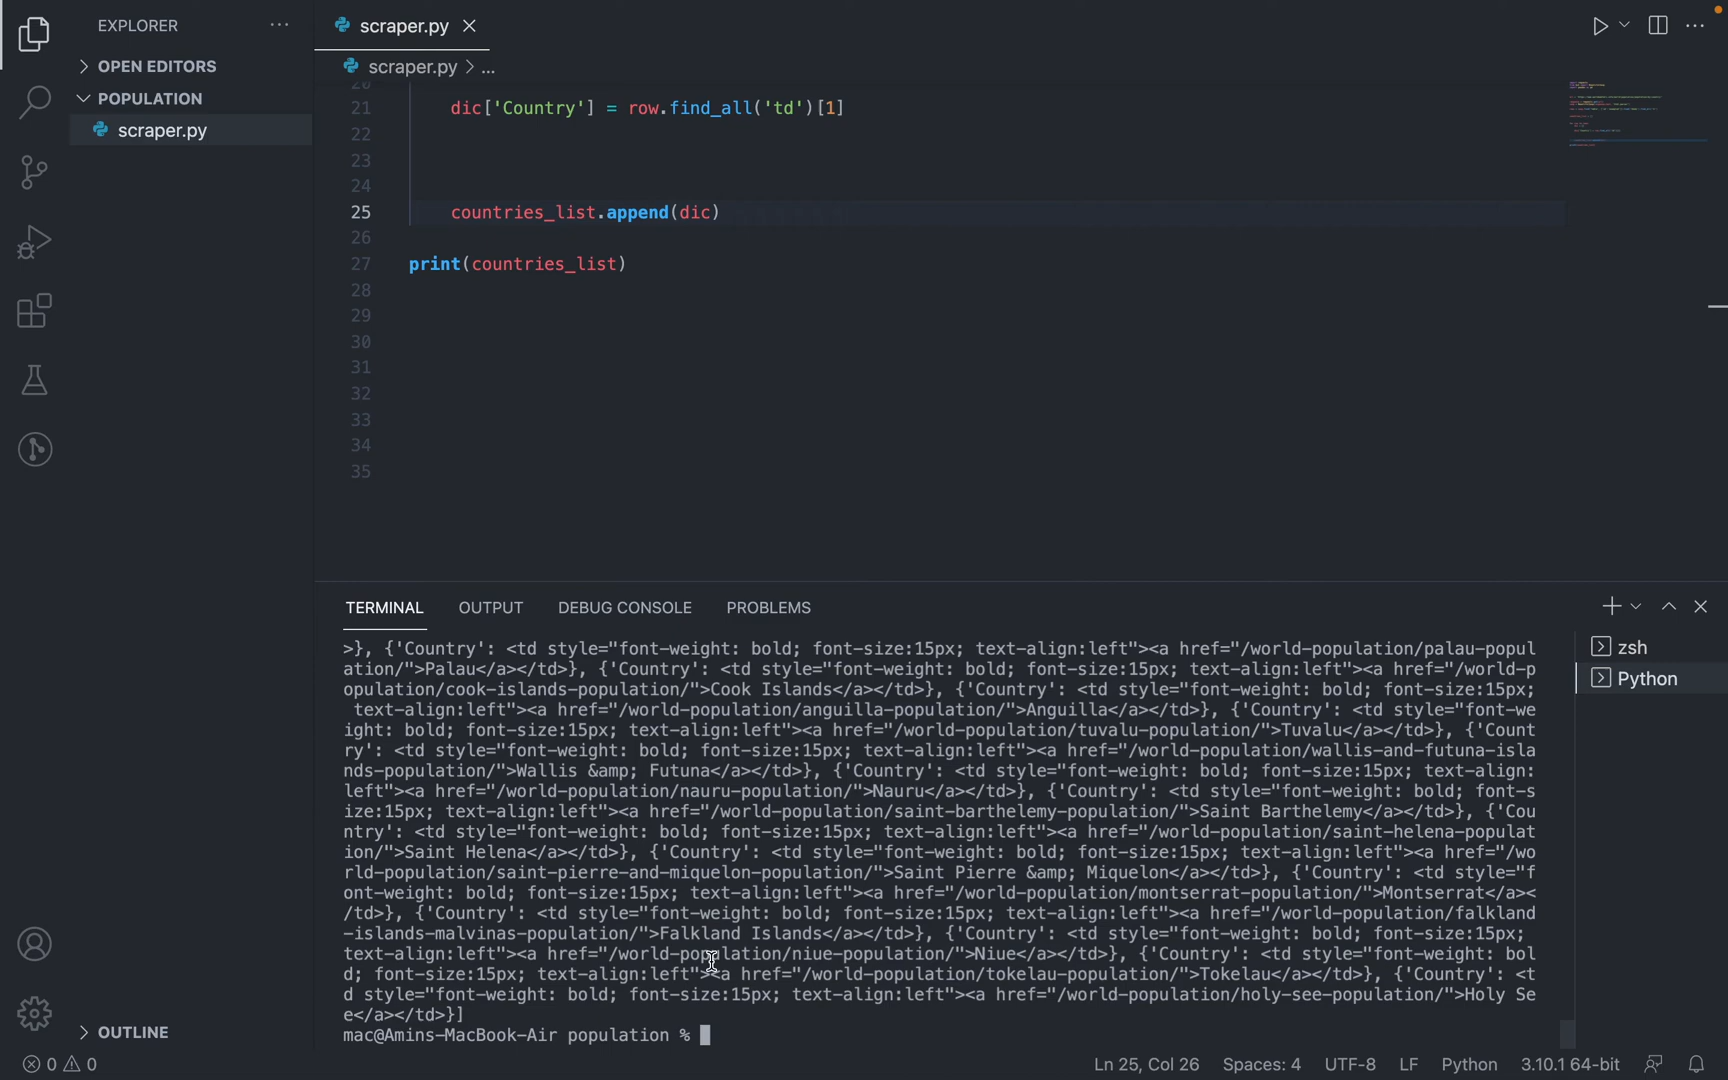 EXPLORER
OPEN EDITORS
POPULATION
scraper.py
OUTLINE
scraper.py
scraper.py > ...
20
21 dic['Country'] = row.find_all('td')[1]
22
23
24
25 countries_list.append(dic)
26
27 print(countries_list)
28
29
30
31
32
33
34
35
TERMINAL OUTPUT DEBUG CONSOLE PROBLEMS
>}, {'Country': <td style="font-weight: bold; font-size:15px; text-align:left"><a href="/world-population/palau-popul
ation/">Palau</a></td>}, {'Country': <td style="font-weight: bold; font-size:15px; text-align:left"><a href="/world-p
opulation/cook-islands-population/">Cook Islands</a></td>}, {'Country': <td style="font-weight: bold; font-size:15px;
text-align:left"><a href="/world-population/anguilla-population/">Anguilla</a></td>}, {'Country': <td style="font-we
ight: bold; font-size:15px; text-align:left"><a href="/world-population/tuvalu-population/">Tuvalu</a></td>}, {'Count
ry': <td style="font-weight: bold; font-size:15px; text-align:left"><a href="/world-population/wallis-and-futuna-isla
nds-population/">Wallis &amp; Futuna</a></td>}, {'Country': <td style="font-weight: bold; font-size:15px; text-align:
left"><a href="/world-population/nauru-population/">Nauru</a></td>}, {'Country': <td style="font-weight: bold; font-s
ize:15px; text-align:left"><a href="/world-population/saint-barthelemy-population/">Saint Barthelemy</a></td>}, {'Cou
ntry': <td style="font-weight: bold; font-size:15px; text-align:left"><a href="/world-population/saint-helena-populat
ion/">Saint Helena</a></td>}, {'Country': <td style="font-weight: bold; font-size:15px; text-align:left"><a href="/wo
rld-population/saint-pierre-and-miquelon-population/">Saint Pierre &amp; Miquelon</a></td>}, {'Country': <td style="f
ont-weight: bold; font-size:15px; text-align:left"><a href="/world-population/montserrat-population/">Montserrat</a><
/td>}, {'Country': <td style="font-weight: bold; font-size:15px; text-align:left"><a href="/world-population/falkland
-islands-malvinas-population/">Falkland Islands</a></td>}, {'Country': <td style="font-weight: bold; font-size:15px;
text-align:left"><a href="/world-population/niue-population/">Niue</a></td>}, {'Country': <td style="font-weight: bol
d; font-size:15px; text-align:left"><a href="/world-population/tokelau-population/">Tokelau</a></td>}, {'Country': <t
d style="font-weight: bold; font-size:15px; text-align:left"><a href="/world-population/holy-see-population/">Holy Se
e</a></td>}]
mac@Amins-MacBook-Air population %
zsh
Python
0 0 Ln 25, Col 26 Spaces: 4 UTF-8 LF Python 3.10.1 64-bit